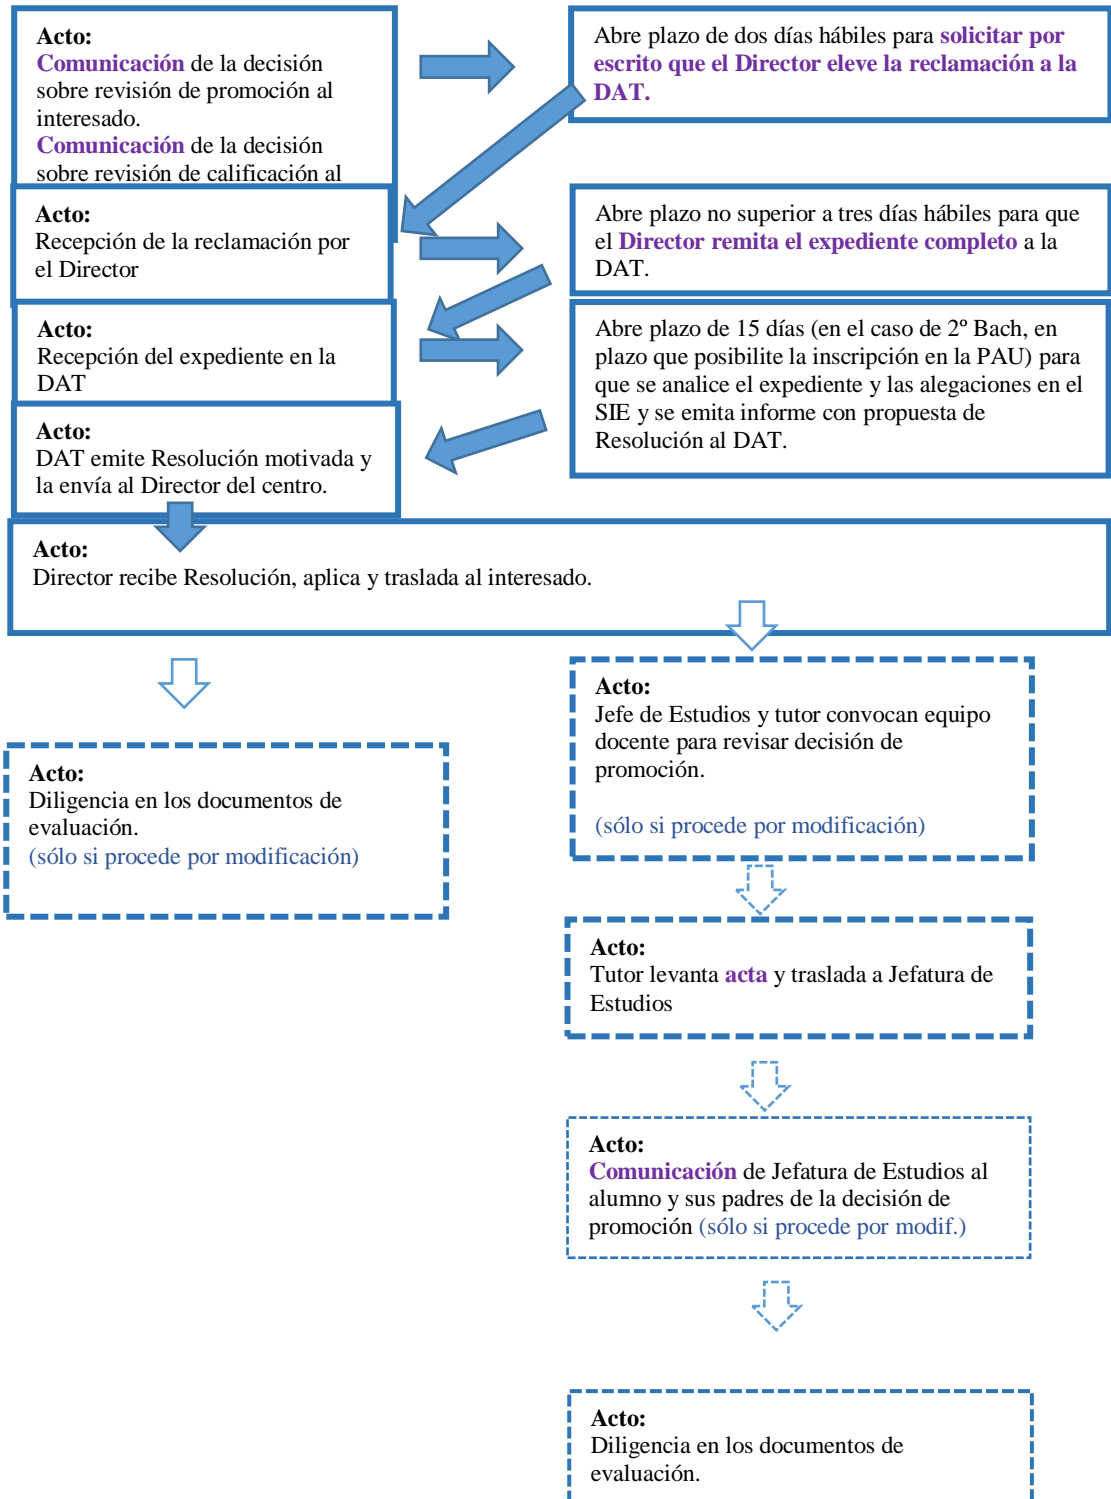 Acto:
Comunicación de la decisión
sobre revisión de promoción al
interesado.
Comunicación de la decisión
sobre revisión de calificación al
Abre plazo de dos días hábiles para solicitar por
escrito que el Director eleve la reclamación a la
DAT.
Acto:
Recepción de la reclamación por
el Director
Abre plazo no superior a tres días hábiles para que
el Director remita el expediente completo a la
DAT.
Acto:
Recepción del expediente en la
DAT
Abre plazo de 15 días (en el caso de 2º Bach, en
plazo que posibilite la inscripción en la PAU) para
que se analice el expediente y las alegaciones en el
SIE y se emita informe con propuesta de
Resolución al DAT.
Acto:
DAT emite Resolución motivada y
la envía al Director del centro.
Acto:
Director recibe Resolución, aplica y traslada al interesado.
Acto:
Diligencia en los documentos de
evaluación.
(sólo si procede por modificación)
Acto:
Jefe de Estudios y tutor convocan equipo
docente para revisar decisión de
promoción.
(sólo si procede por modificación)
Acto:
Tutor levanta acta y traslada a Jefatura de
Estudios
Acto:
Comunicación de Jefatura de Estudios al
alumno y sus padres de la decisión de
promoción (sólo si procede por modif.)
Acto:
Diligencia en los documentos de
evaluación.